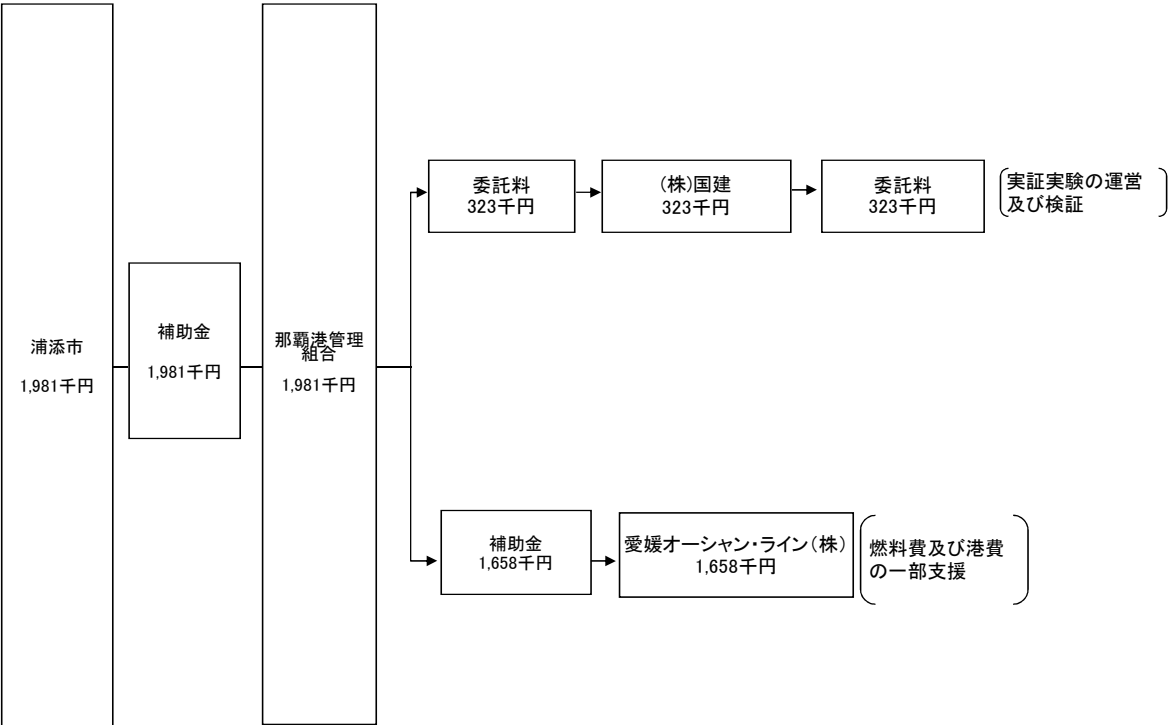 浦添市
1,981千円
補助金
1,981千円
那覇港管理
組合
1,981千円
委託料
323千円
(株)国建
323千円
委託料
323千円
実証実験の運営
及び検証
補助金
1,658千円
愛媛オーシャン・ライン(株)
1,658千円
燃料費及び港費
の一部支援